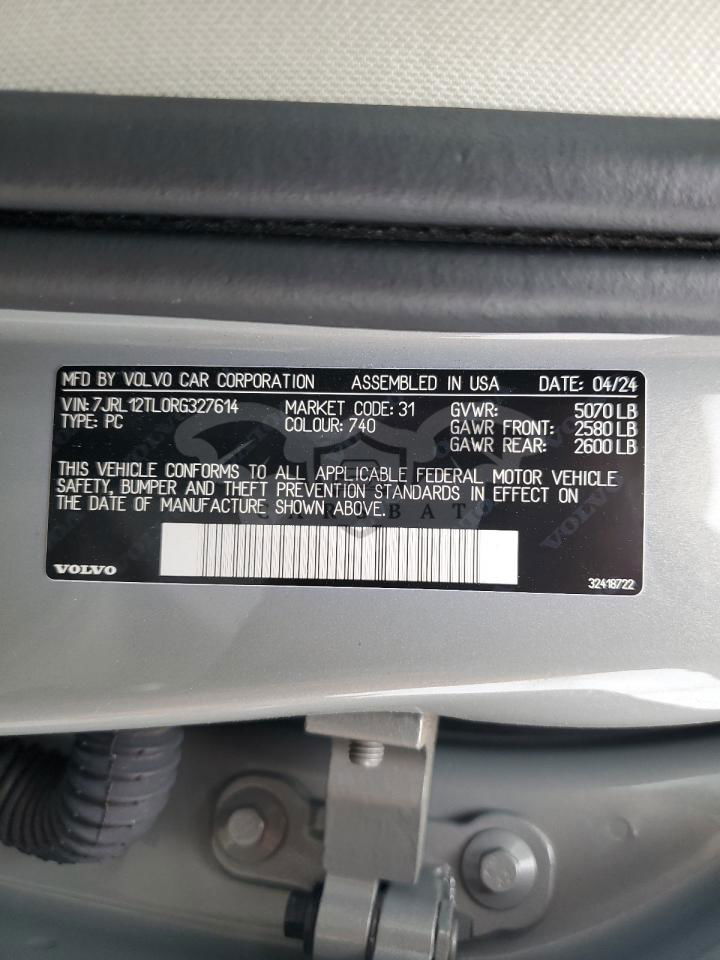 MFD BY VOLVO CAR CORPORATION ASSEMBLED IN USA DATE: 04/24
VIN: 7JRL12TL0RG327614 MARKET CODE: 31 GVWR: 5070 LB
TYPE: PC COLOUR: 740 GAWR FRONT: 2580 LB
GAWR REAR: 2600 LB
THIS VEHICLE CONFORMS TO ALL APPLICABLE FEDERAL MOTOR VEHICLE
SAFETY, BUMPER AND THEFT PREVENTION STANDARDS IN EFFECT ON
THE DATE OF MANUFACTURE SHOWN ABOVE.
CARSBAT
VOLVO
VOLVO 32418722